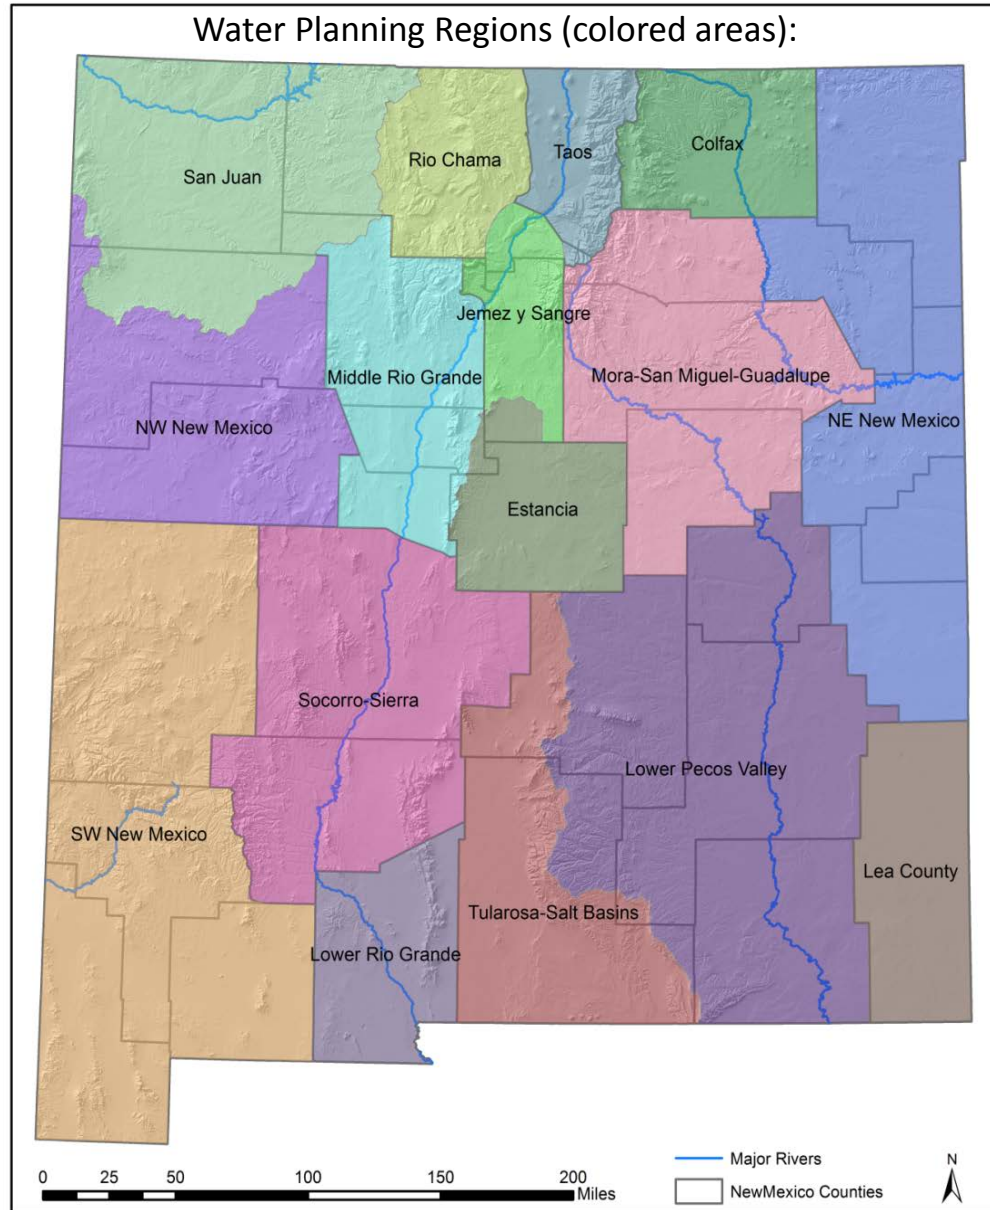 Water Planning Regions (colored areas):
San Juan
Rio Chama
Taos
Colfax
Jemez y Sangre
Middle Rio Grande
Mora-San Miguel-Guadalupe
NW New Mexico
NE New Mexico
Estancia
Socorro-Sierra
Lower Pecos Valley
SW New Mexico
Lea County
Tularosa-Salt Basins
Lower Rio Grande
0 25 50 100 150 200
Miles
Major Rivers
NewMexico Counties
N